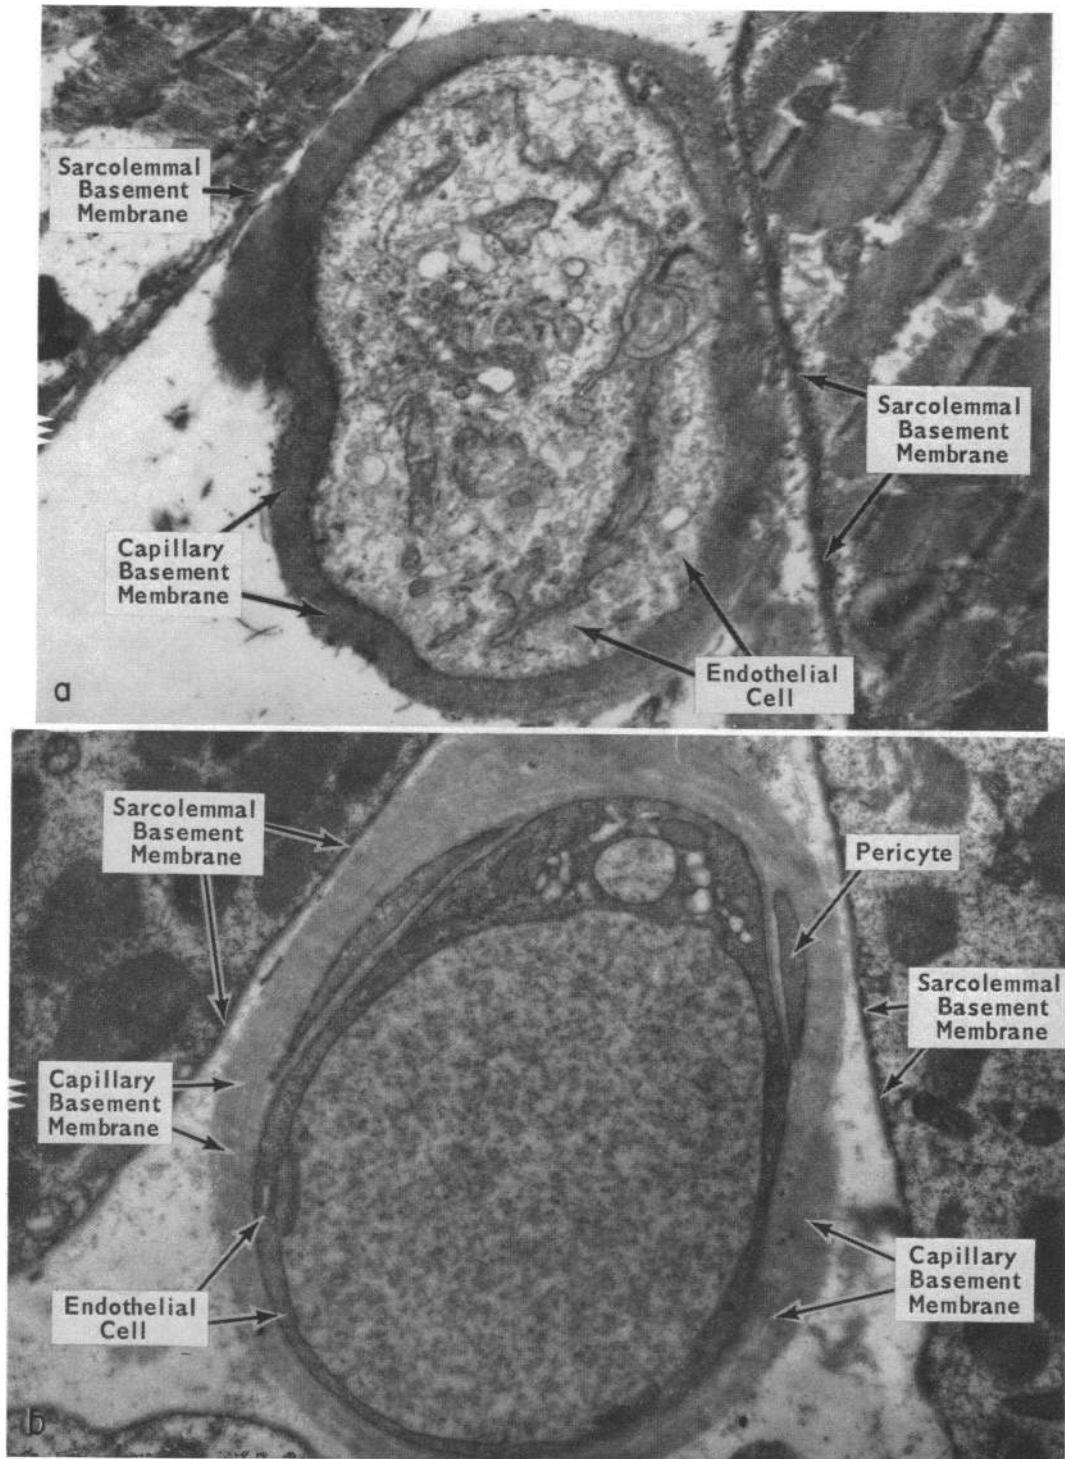 Sarcolemmal
Basement
Membrane
Sarcolemmal
Basement
Membrane
Capillary
Basement
Membrane
Endothelial
Cell
a
Sarcolemmal
Basement
Membrane
Pericyte
Sarcolemmal
Basement
Membrane
Capillary
Basement
Membrane
Capillary
Basement
Membrane
Endothelial
Cell
b